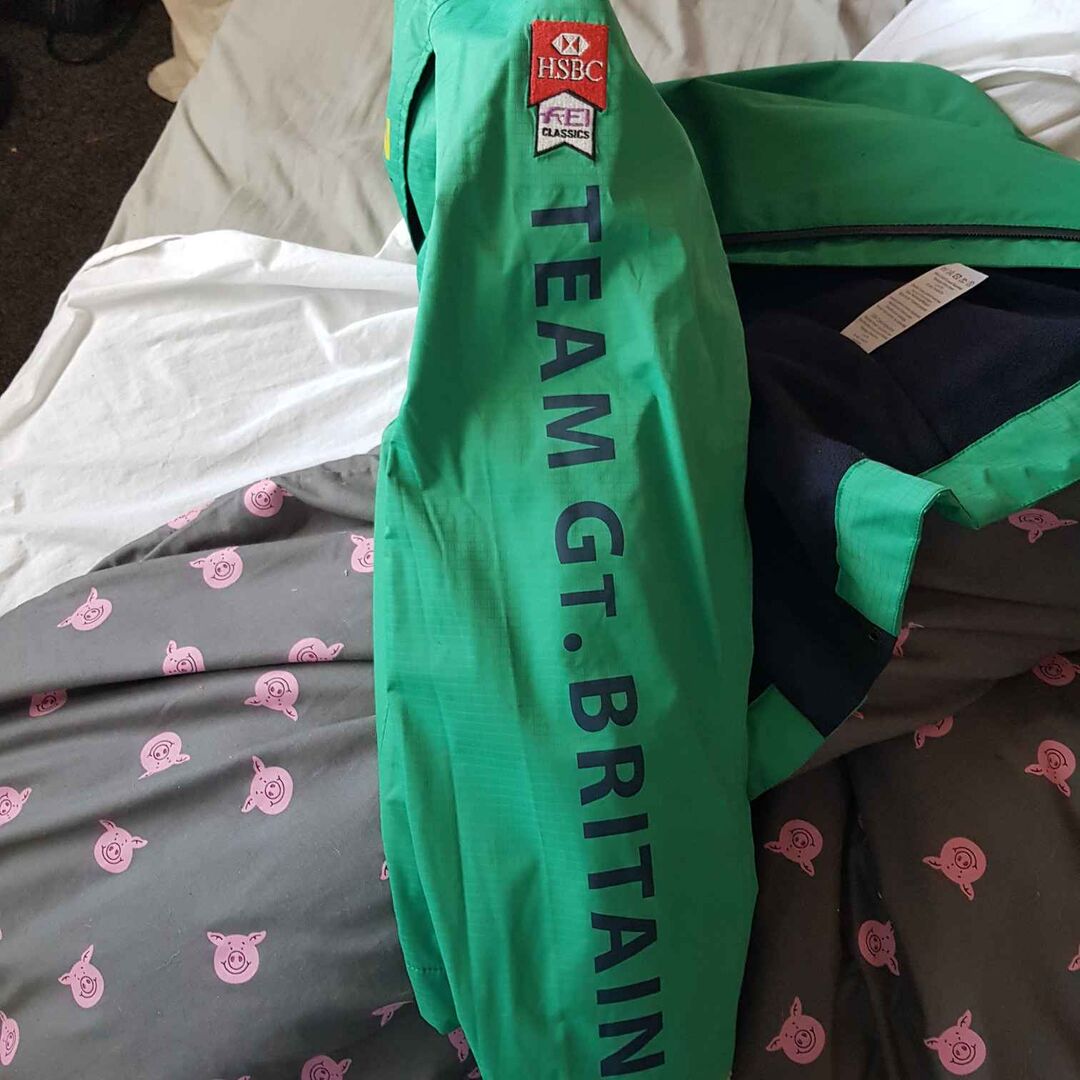 HSBC
FEI
CLASSICS
TEAM GT. BRITAIN